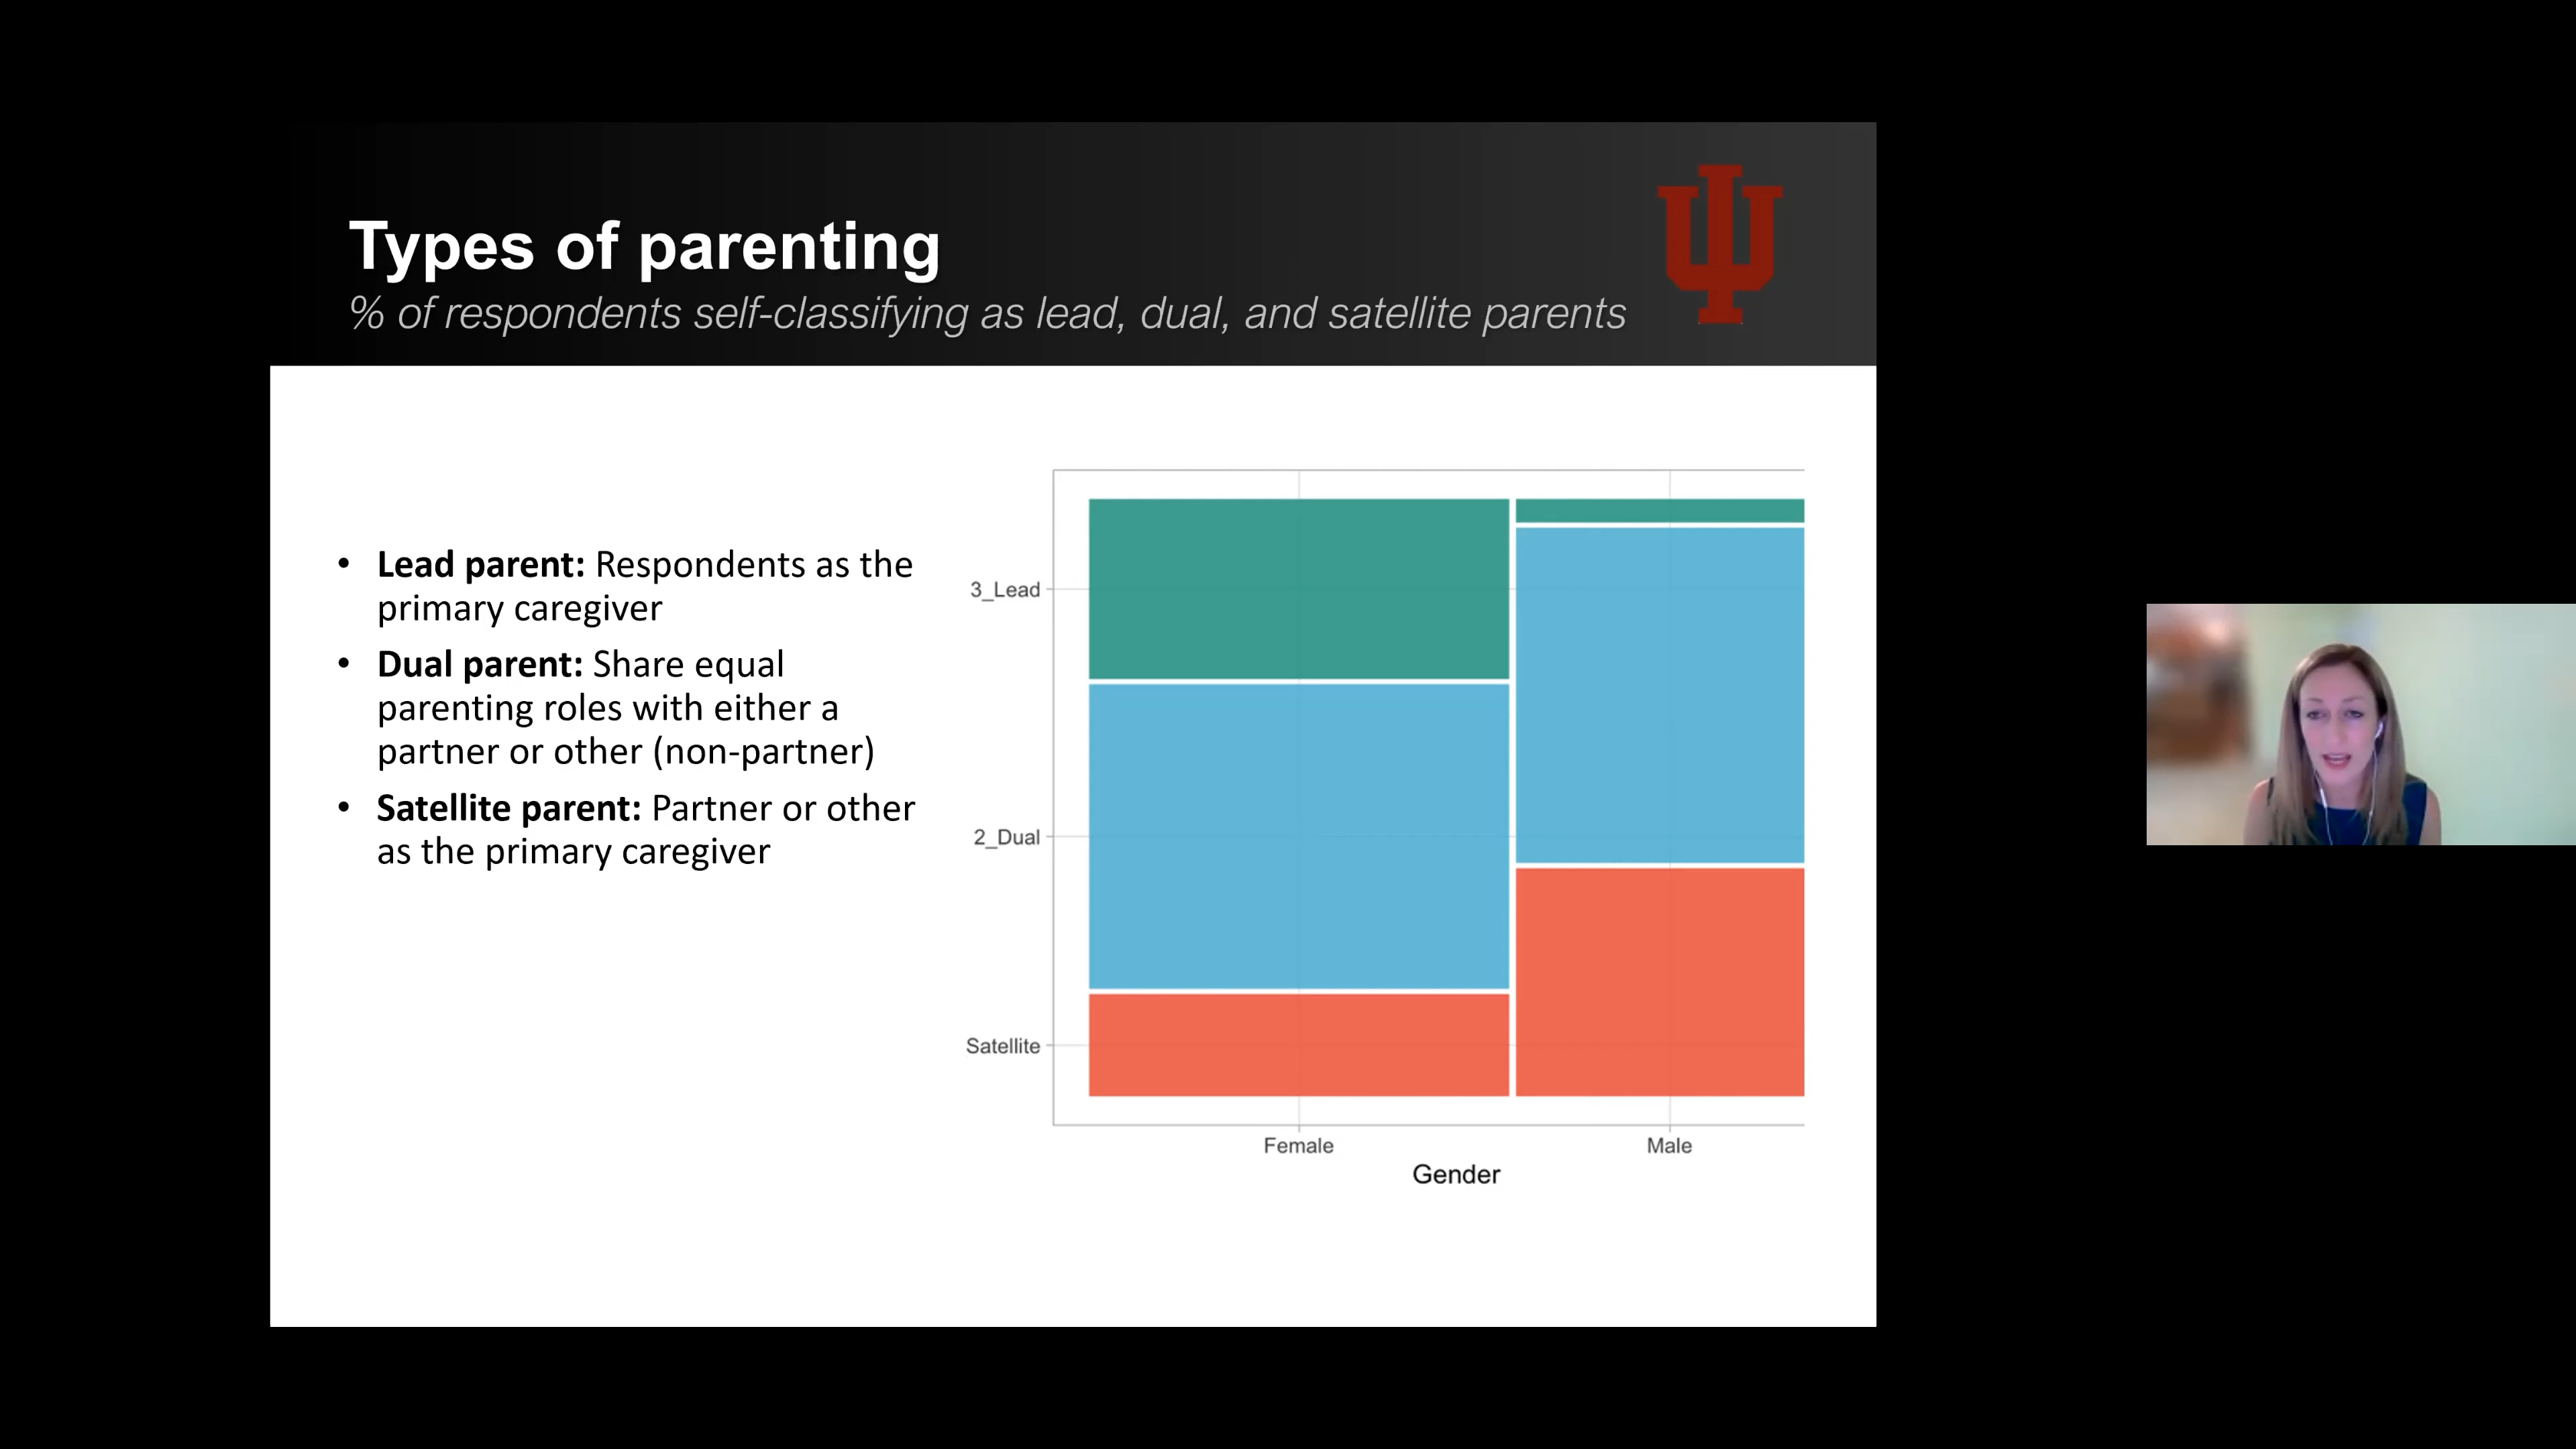 Types of parenting
% of respondents self-classifying as lead, dual, and satellite parents
• Lead parent: Respondents as the
primary caregiver
• Dual parent: Share equal
parenting roles with either a
partner or other (non-partner)
• Satellite parent: Partner or other
as the primary caregiver
3_Lead
2_Dual
Satellite
Female
Male
Gender